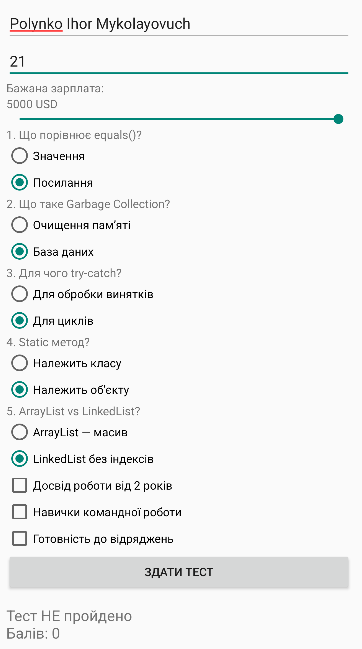 Polynko Ihor Mykolayovuch
21
Бажана зарплата:
5000 USD
1. Що порівнює equals()?
Значення
Посилання
2. Що таке Garbage Collection?
Очищення пам’яті
База даних
3. Для чого try-catch?
Для обробки винятків
Для циклів
4. Static метод?
Належить класу
Належить об’єкту
5. ArrayList vs LinkedList?
ArrayList — масив
LinkedList без індексів
Досвід роботи від 2 років
Навички командної роботи
Готовність до відряджень
ЗДАТИ ТЕСТ
Тест НЕ пройдено
Балів: 0